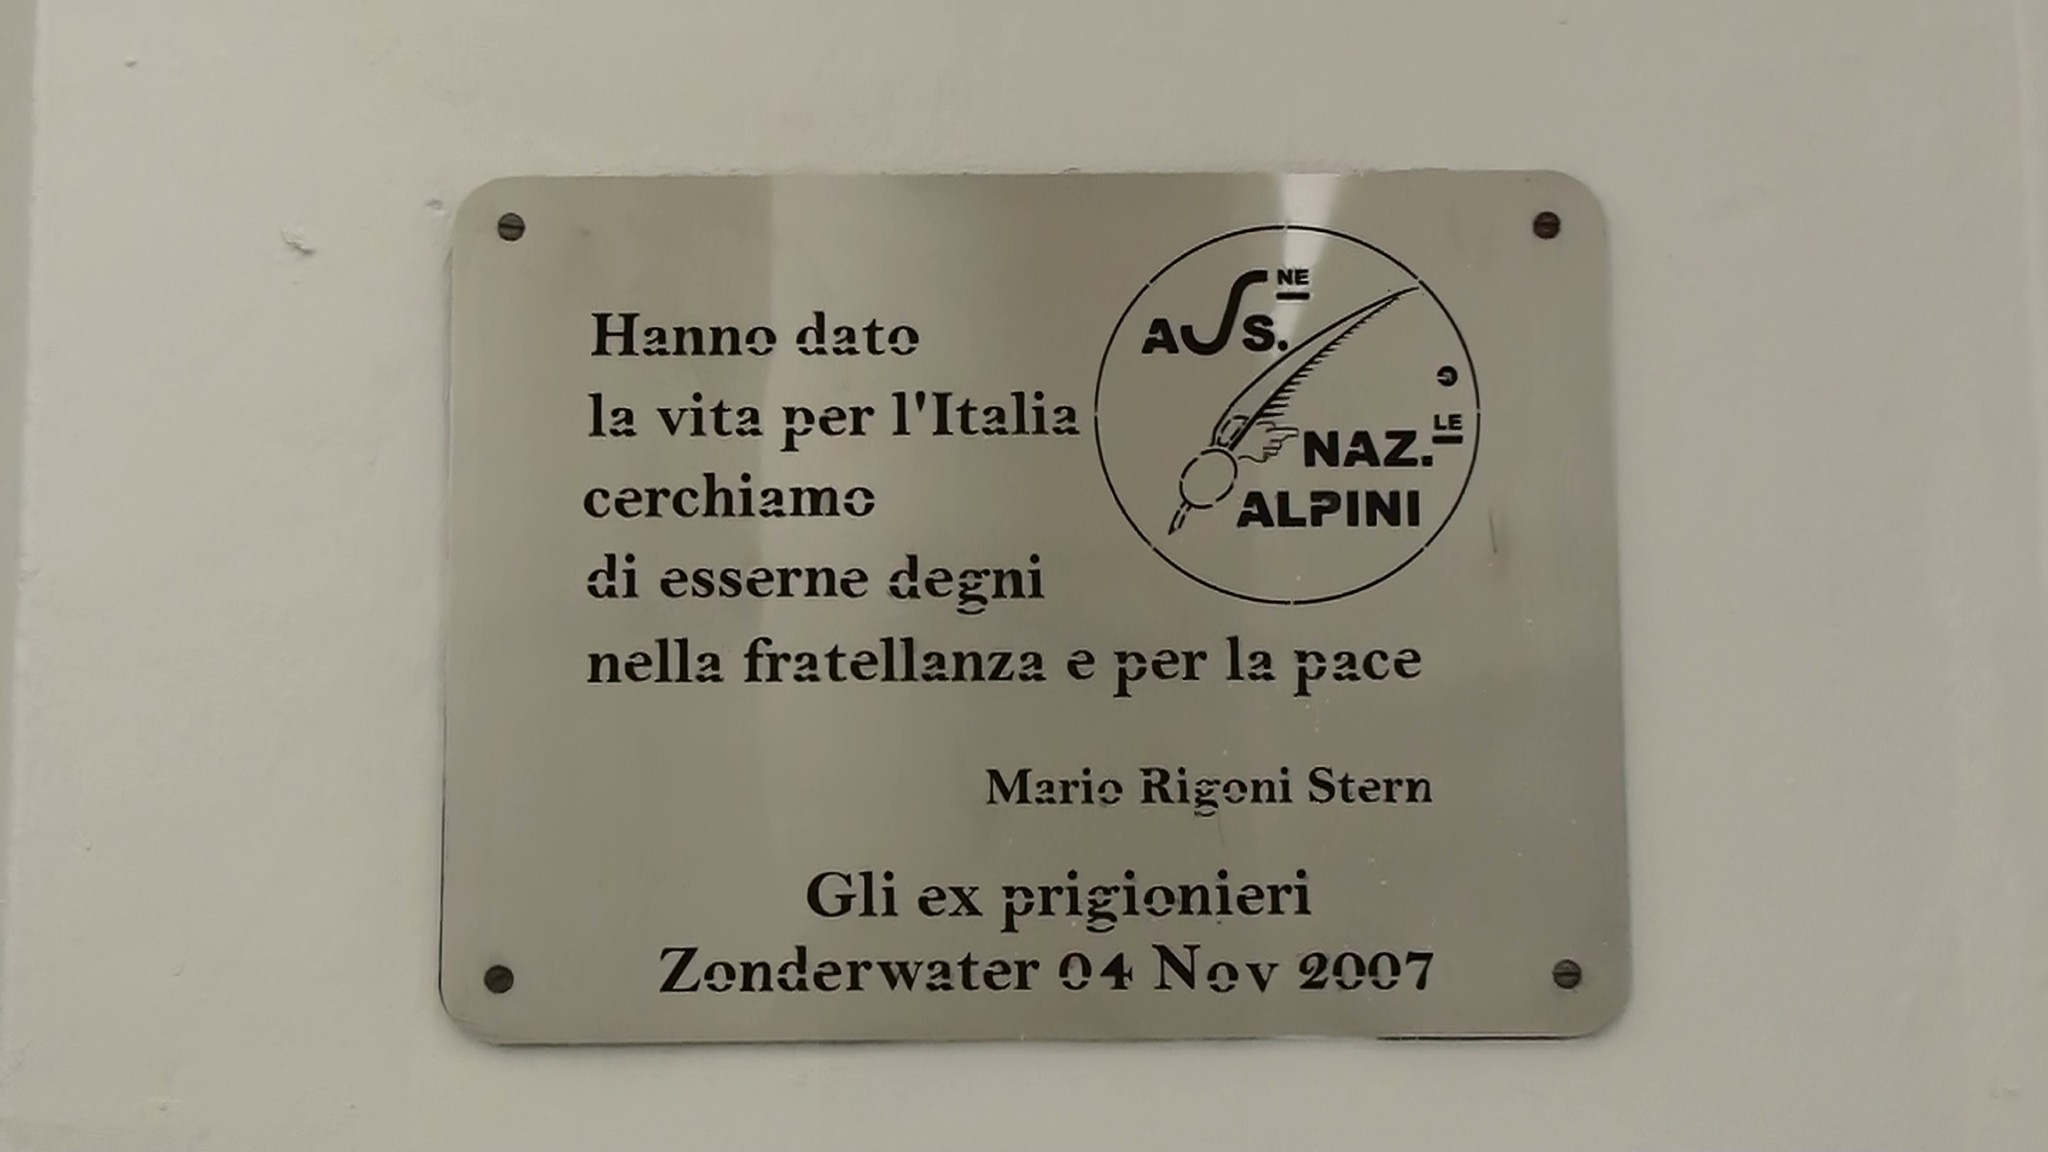 Hanno dato
la vita per l'Italia
cerchiamo
di esserne degni
nella fratellanza e per la pace
Mario Rigoni Stern
Gli ex prigionieri
Zonderwater 04 Nov 2007
ASS.NE
NAZ.LE
ALPINI